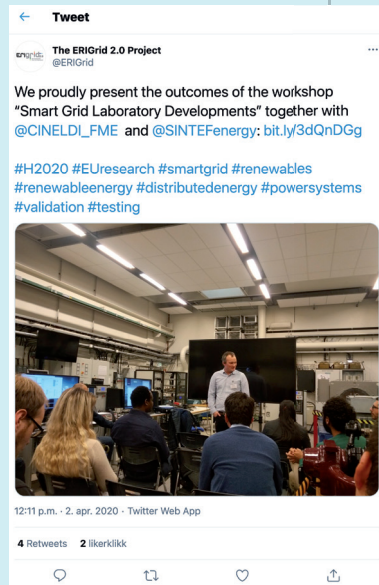 Tweet
ERIGrid
The ERIGrid 2.0 Project
@ERIGrid
We proudly present the outcomes of the workshop
“Smart Grid Laboratory Developments” together with
@CINELDI_FME and @SINTEFenergy: bit.ly/3dQnDGg
#H2020 #EUresearch #smartgrid #renewables
#renewableenergy #distributedenergy #powersystems
#validation #testing
12:11 p.m. · 2. apr. 2020 · Twitter Web App
4 Retweets 2 likerklikk